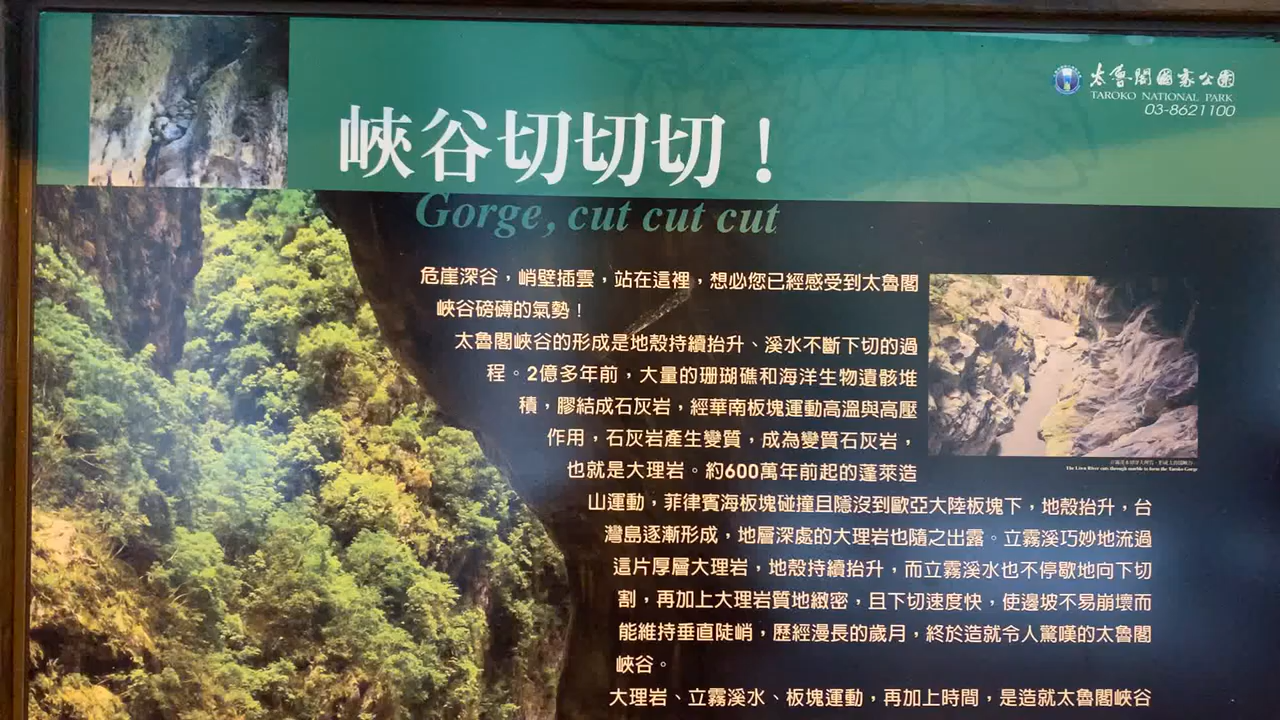 太魯閣國家公園
TAROKO NATIONAL PARK
03-8621100
峽谷切切切！
Gorge, cut cut cut
危崖深谷，峭壁插雲，站在這裡，想必您已經感受到太魯閣
峽谷磅礡的氣勢！
太魯閣峽谷的形成是地殼持續抬升、溪水不斷下切的過
程。2億多年前，大量的珊瑚礁和海洋生物遺骸堆
積，膠結成石灰岩，經華南板塊運動高溫與高壓
作用，石灰岩產生變質，成為變質石灰岩，
也就是大理岩。約600萬年前起的蓬萊造
山運動，菲律賓海板塊碰撞且隱沒到歐亞大陸板塊下，地殼抬升，台
灣島逐漸形成，地層深處的大理岩也隨之出露。立霧溪巧妙地流過
這片厚層大理岩，地殼持續抬升，而立霧溪水也不停歇地向下切
割，再加上大理岩質地緻密，且下切速度快，使邊坡不易崩壞而
能維持垂直陡峭，歷經漫長的歲月，終於造就令人驚嘆的太魯閣
峽谷。
大理岩、立霧溪水、板塊運動，再加上時間，是造就太魯閣峽谷
The Liwu River cuts through marble to form the Taroko Gorge